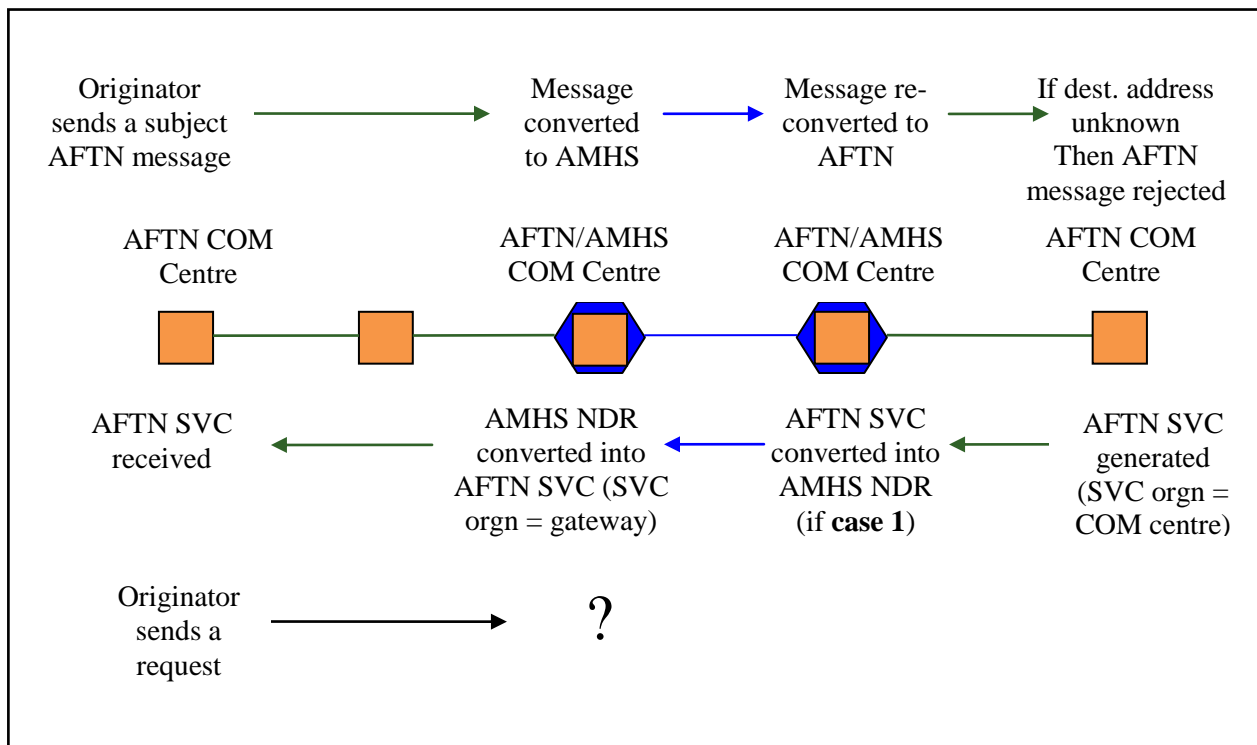 Originator
sends a subject
AFTN message
Message
converted
to AMHS
Message re-
converted to
AFTN
If dest. address
unknown
Then AFTN
message rejected
AFTN COM
Centre
AFTN/AMHS
COM Centre
AFTN/AMHS
COM Centre
AFTN COM
Centre
AFTN SVC
received
AMHS NDR
converted into
AFTN SVC (SVC
orgn = gateway)
AFTN SVC
converted into
AMHS NDR
(if case 1)
AFTN SVC
generated
(SVC orgn =
COM centre)
Originator
sends a
request
?